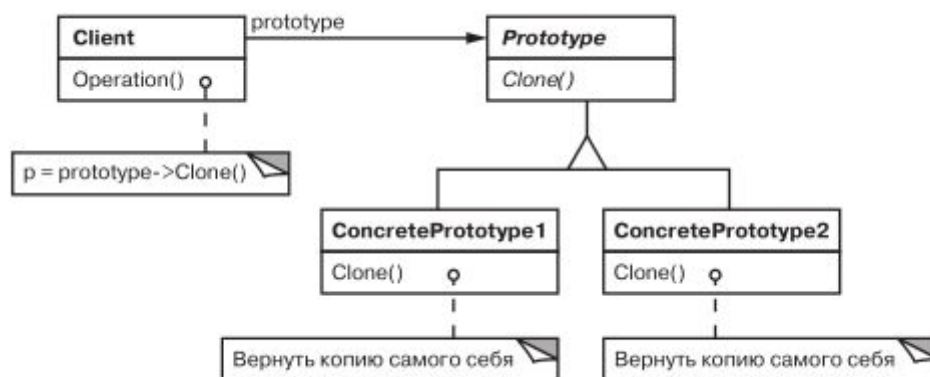 prototype
Client
Prototype
Operation()
Clone()
p = prototype->Clone()
ConcretePrototype1
ConcretePrototype2
Clone()
Clone()
Вернуть копию самого себя
Вернуть копию самого себя